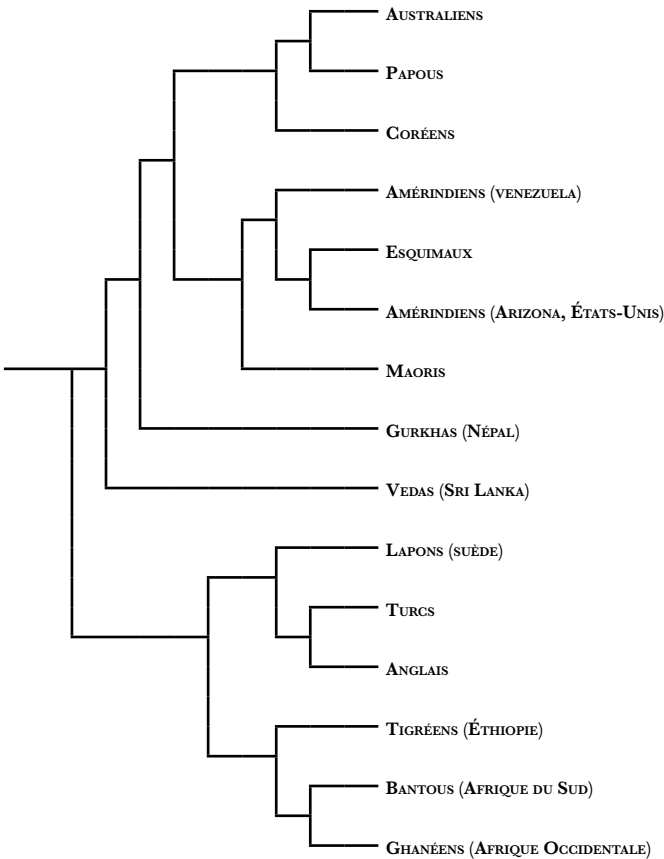 Australiens
Papous
Coréens
Amérindiens (venezuela)
Esquimaux
Amérindiens (Arizona, États-Unis)
Maoris
Gurkhas (Népal)
Vedas (Sri Lanka)
Lapons (suède)
Turcs
Anglais
Tigréens (Éthiopie)
Bantous (Afrique du Sud)
Ghanéens (Afrique Occidentale)